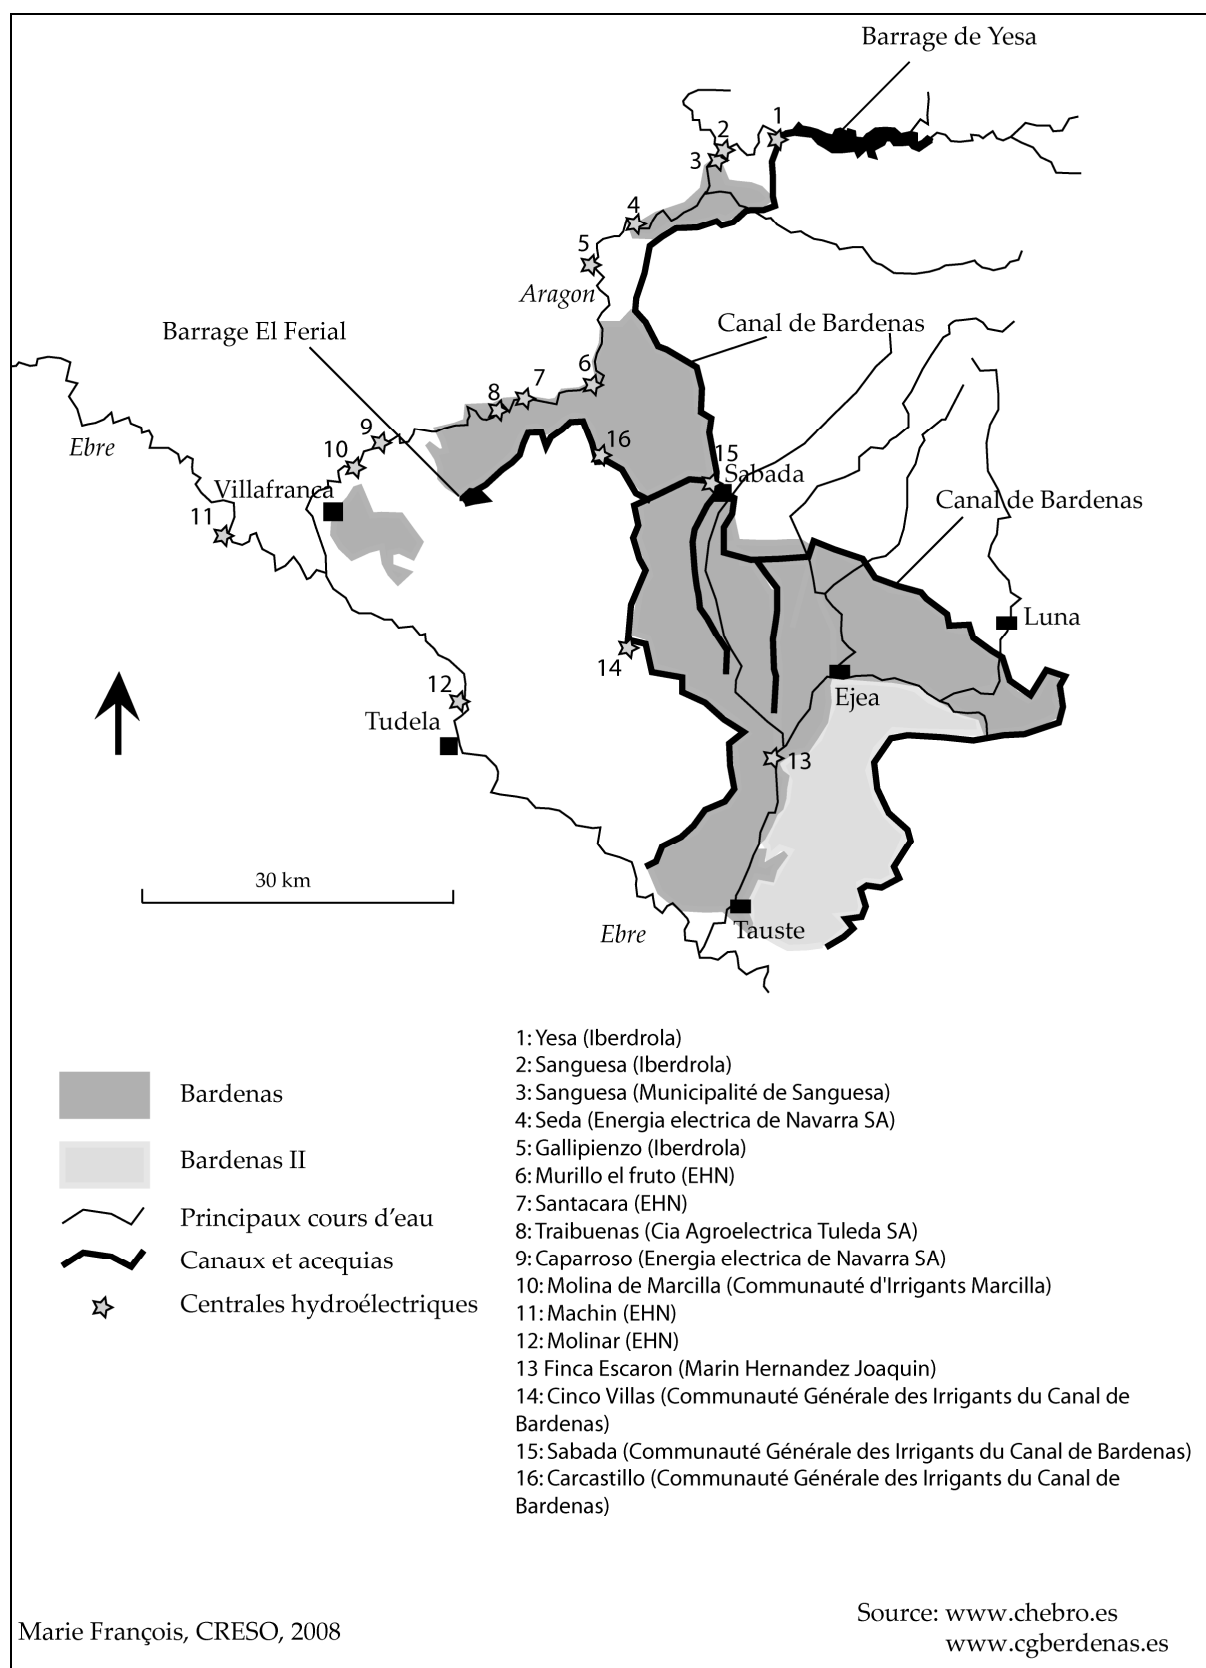 Barrage de Yesa
1
2
3
4
5
Aragon
Canal de Bardenas
Barrage El Ferial
6
7
8
9
10
Ebre
16
15
Sabada
Villafranca
Canal de Bardenas
11
Luna
14
12
Ejea
Tudela
13
30 km
Ebre
Tauste
Bardenas
Bardenas II
Principaux cours d'eau
Canaux et acequias
Centrales hydroélectriques
1: Yesa (Iberdrola)
2: Sanguesa (Iberdrola)
3: Sanguesa (Municipalité de Sanguesa)
4: Seda (Energia electrica de Navarra SA)
5: Gallipienzo (Iberdrola)
6: Murillo el fruto (EHN)
7: Santacara (EHN)
8: Traibuenas (Cia Agroelectrica Tuleda SA)
9: Caparroso (Energia electrica de Navarra SA)
10: Molina de Marcilla (Communauté d'Irrigants Marcilla)
11: Machin (EHN)
12: Molinar (EHN)
13 Finca Escaron (Marin Hernandez Joaquin)
14: Cinco Villas (Communauté Générale des Irrigants du Canal de
Bardenas)
15: Sabada (Communauté Générale des Irrigants du Canal de Bardenas)
16: Carcastillo (Communauté Générale des Irrigants du Canal de
Bardenas)
Marie François, CRESO, 2008
Source: www.chebro.es
www.cgberdenas.es